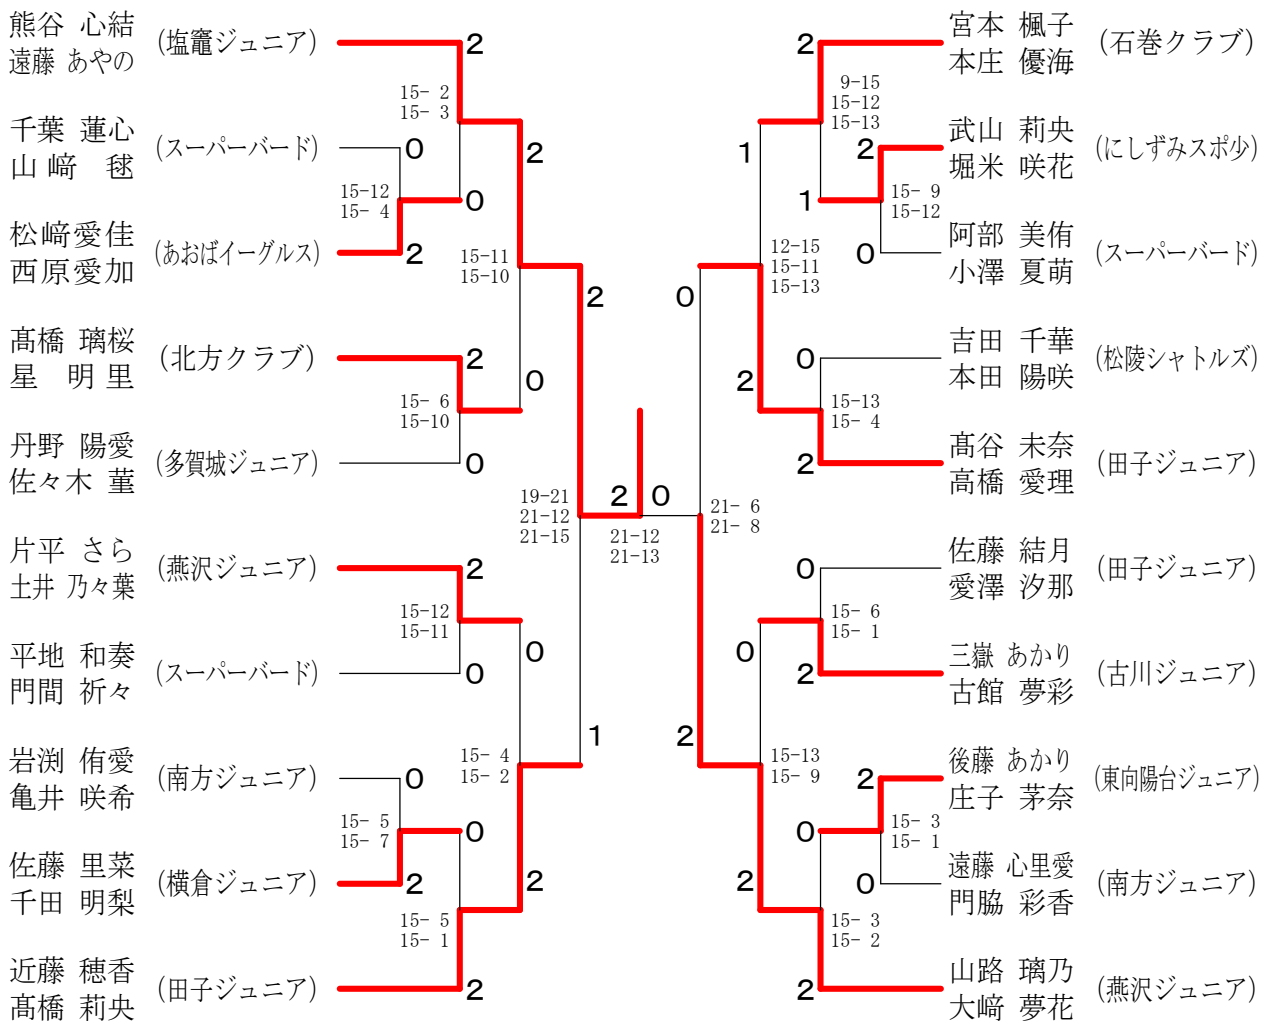 熊谷 心結
遠藤 あやの
(塩竈ジュニア)
2
15- 2
15- 3
千葉 蓮心
山﨑 毬
(スーパーバード)
0
2
15-12
15- 4
0
松﨑愛佳
西原愛加
(あおばイーグルス)
2
15-11
15-10
2
髙橋 璃桜
星 明里
(北方クラブ)
2
0
15- 6
15-10
丹野 陽愛
佐々木 菫
(多賀城ジュニア)
0
19-21
21-12
21-15
2
0
21-12
21-13
片平 さら
土井 乃々葉
(燕沢ジュニア)
2
15-12
15-11
0
平地 和奏
門間 祈々
(スーパーバード)
0
1
15- 4
15- 2
岩渕 侑愛
亀井 咲希
(南方ジュニア)
0
15- 5
15- 7
0
佐藤 里菜
千田 明梨
(横倉ジュニア)
2
2
15- 5
15- 1
近藤 穂香
髙橋 莉央
(田子ジュニア)
2
2
宮本 楓子
本庄 優海
(石巻クラブ)
9-15
15-12
15-13
1
2
武山 莉央
堀米 咲花
(にしずみスポ少)
1
15- 9
15-12
0
阿部 美侑
小澤 夏萌
(スーパーバード)
12-15
15-11
15-13
0
0
吉田 千華
本田 陽咲
(松陵シャトルズ)
2
15-13
15- 4
2
髙谷 未奈
高橋 愛理
(田子ジュニア)
21- 6
21- 8
0
佐藤 結月
愛澤 汐那
(田子ジュニア)
15- 6
15- 1
0
2
三嶽 あかり
古館 夢彩
(古川ジュニア)
2
15-13
15- 9
2
後藤 あかり
庄子 茅奈
(東向陽台ジュニア)
0
15- 3
15- 1
2
0
遠藤 心里愛
門脇 彩香
(南方ジュニア)
15- 3
15- 2
2
山路 璃乃
大﨑 夢花
(燕沢ジュニア)